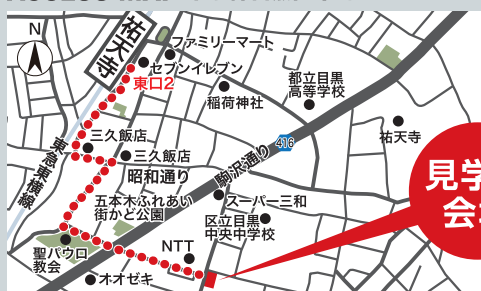 N
祐天寺
ファミリーマート
セブンイレブン
東口2
稲荷神社
都立目黒
高等学校
祐天寺
416
三久飯店
三久飯店
昭和通り
東急東横線
駒沢通り
見学
五本木ふれあい
街かど公園
スーパー三和
区立目黒
中央中学校
聖パウロ
教会
NTT
オオゼキ